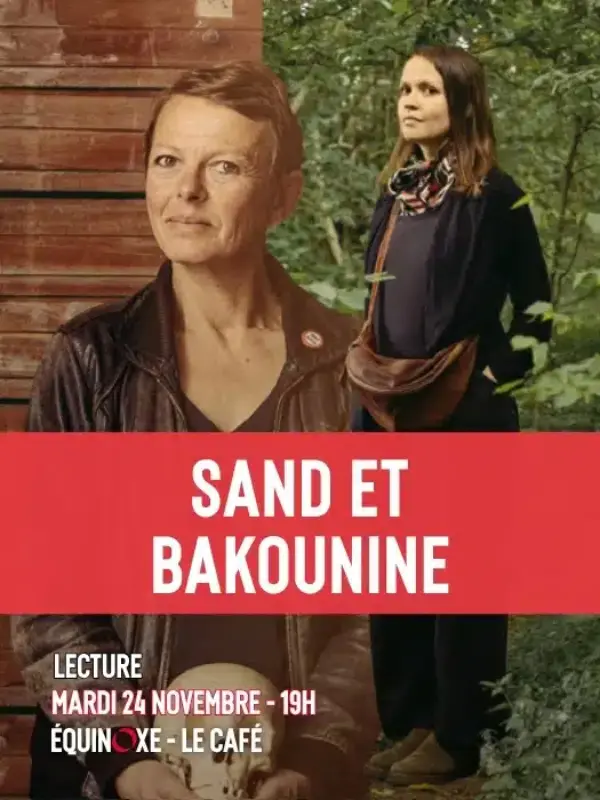 SAND ET
BAKOUNINE
LECTURE
MARDI 24 NOVEMBRE - 19H
ÉQUINOXE - LE CAFÉ